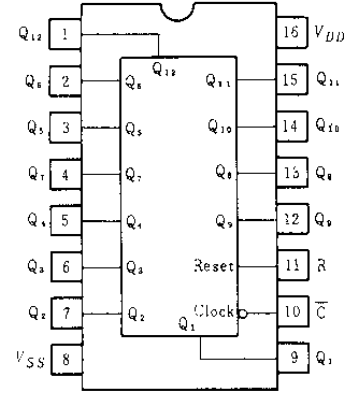 Q₁₂ 1 16 V_DD
Q₁₂
Q₆ 2 Q₆ Q₁₁ 15 Q₁₁
Q₅ 3 Q₅ Q₁₀ 14 Q₁₀
Q₇ 4 Q₇ Q₈ 13 Q₈
Q₄ 5 Q₄ Q₉ 12 Q₉
Q₃ 6 Q₃ Reset 11 R
Q₂ 7 Q₂ Clock 10 C̅
Q₁
V_SS 8 9 Q₁